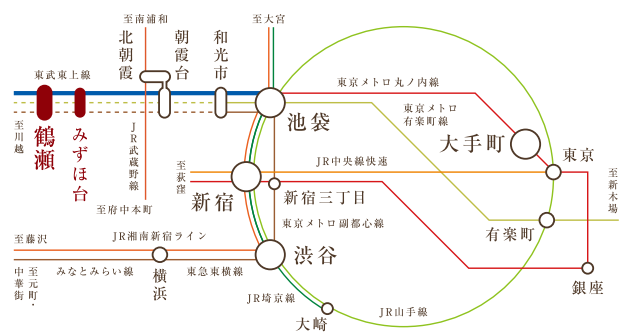 至南浦和
至大宮
北朝霞
朝霞台
和光市
東武東上線
東京メトロ丸ノ内線
東京メトロ
有楽町線
至川越
鶴瀬
みずほ台
JR武蔵野線
池袋
大手町
東京
至荻窪
JR中央線快速
至新木場
新宿
新宿三丁目
至府中本町
東京メトロ副都心線
有楽町
至藤沢
JR湘南新宿ライン
渋谷
至元町・
中華街
みなとみらい線
横浜
東急東横線
銀座
JR埼京線
大崎
JR山手線